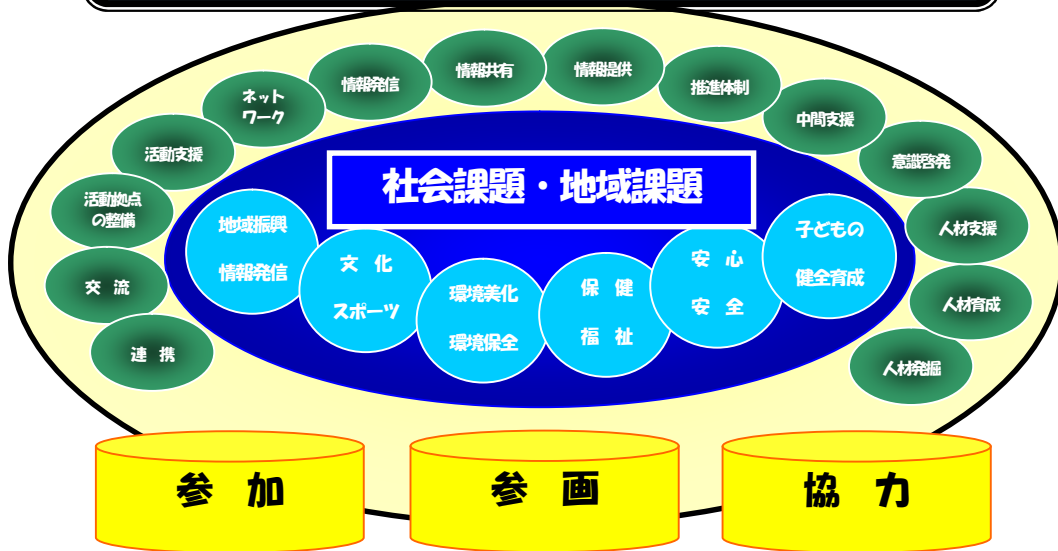 情報共有
情報提供
情報発信
推進体制
ネット
ワーク
中間支援
活動支援
意識啓発
社会課題・地域課題
活動拠点
の整備
地域振興
情報発信
文 化
スポーツ
環境美化
環境保全
保 健
福 祉
安 心
安 全
子どもの
健全育成
人材支援
交 流
人材育成
連 携
人材発掘
参 加
参 画
協 力